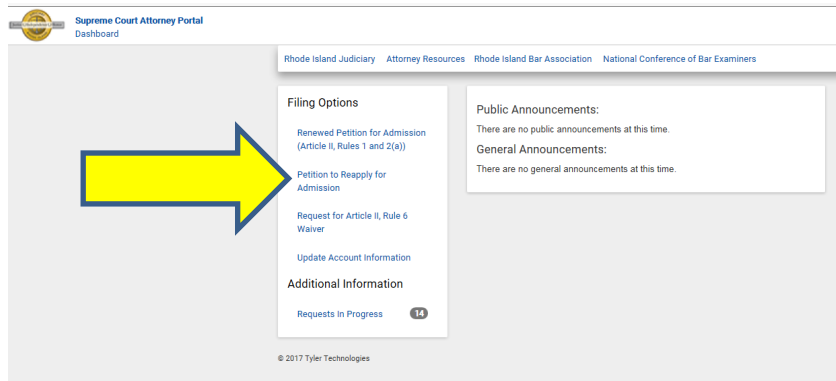 Supreme Court Attorney Portal
Dashboard
Rhode Island Judiciary Attorney Resources Rhode Island Bar Association National Conference of Bar Examiners
Filing Options
Renewed Petition for Admission
(Article II, Rules 1 and 2(a))
Petition to Reapply for
Admission
Request for Article II, Rule 6
Waiver
Update Account Information
Additional Information
Requests In Progress 14
Public Announcements:
There are no public announcements at this time.
General Announcements:
There are no general announcements at this time.
© 2017 Tyler Technologies